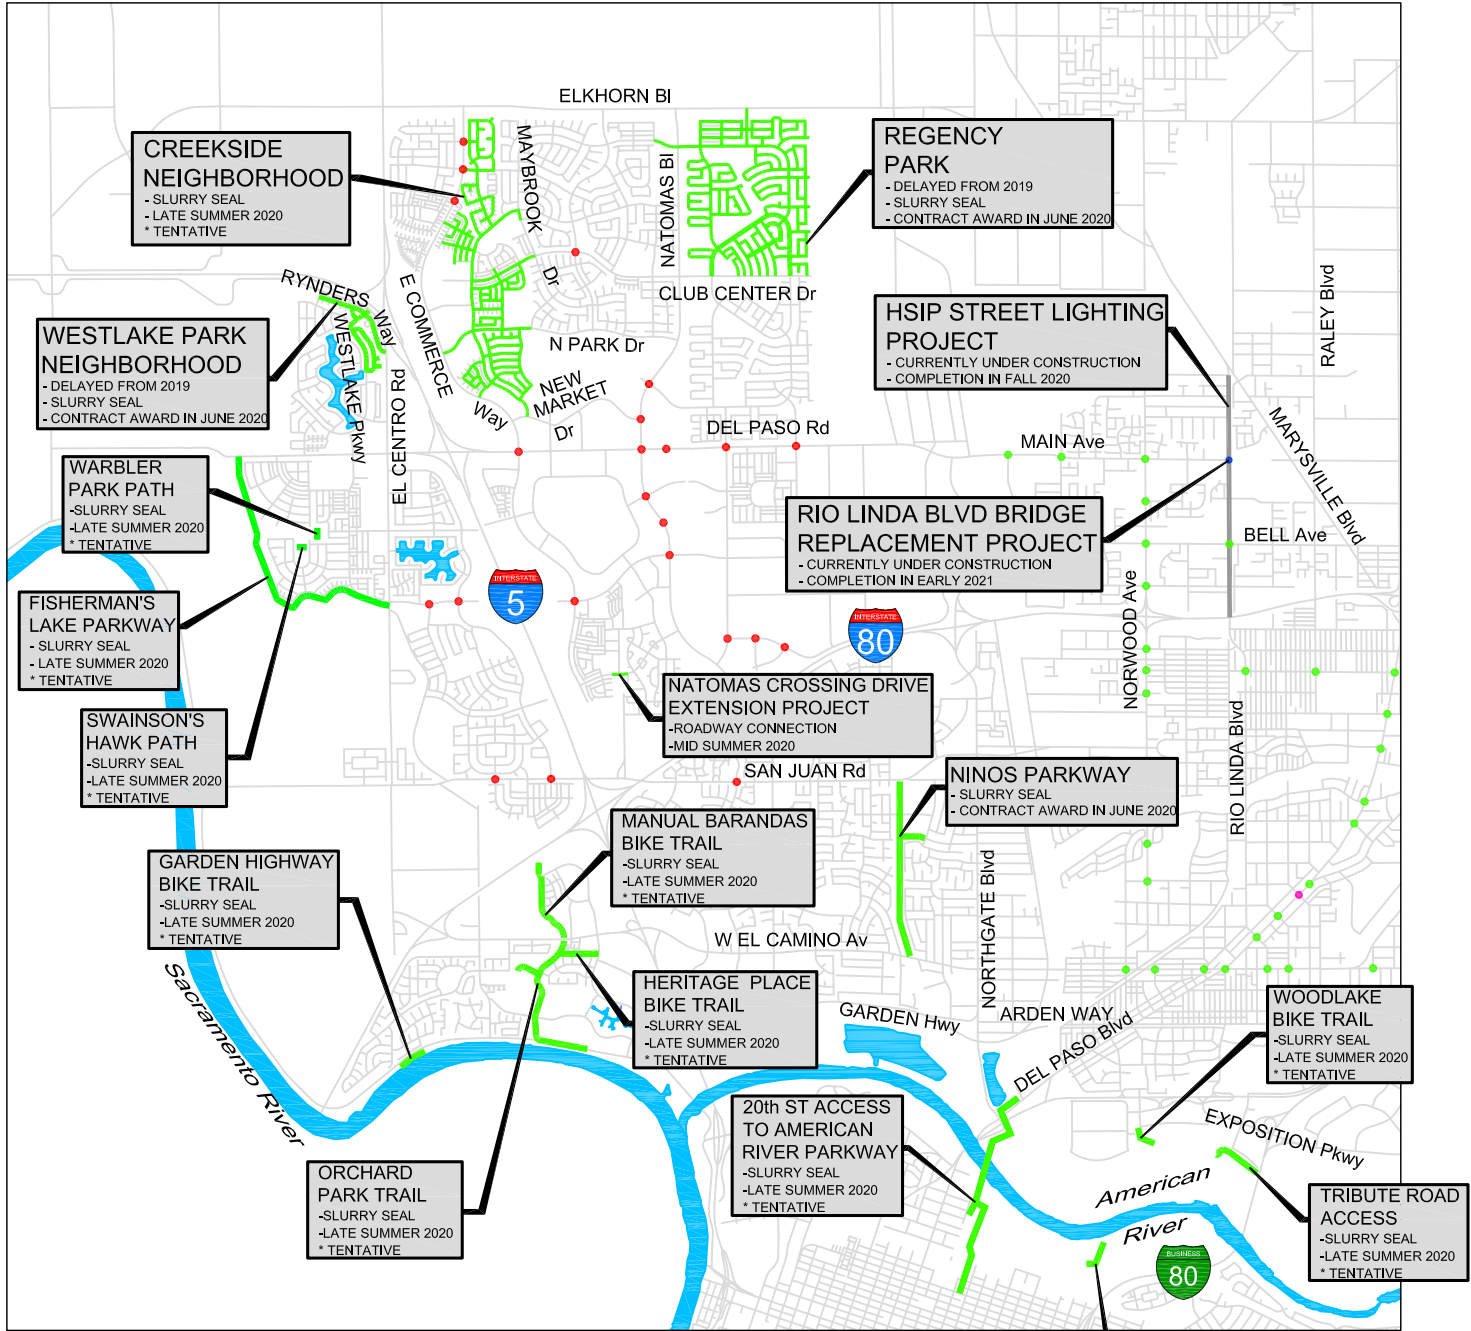 ELKHORN Bl
CREEKSIDE
NEIGHBORHOOD
- SLURRY SEAL
- LATE SUMMER 2020
* TENTATIVE
MAYBROOK
Dr
NATOMAS Bl
REGENCY
PARK
- DELAYED FROM 2019
- SLURRY SEAL
- CONTRACT AWARD IN JUNE 2020
RYNDERS
Way
E COMMERCE
Way
CLUB CENTER Dr
HSIP STREET LIGHTING
PROJECT
- CURRENTLY UNDER CONSTRUCTION
- COMPLETION IN FALL 2020
RALEY Blvd
WESTLAKE PARK
NEIGHBORHOOD
- DELAYED FROM 2019
- SLURRY SEAL
- CONTRACT AWARD IN JUNE 2020
WESTLAKE Pkwy
EL CENTRO Rd
N PARK Dr
NEW
MARKET
Dr
DEL PASO Rd
MAIN Ave
MARYSVILLE Blvd
WARBLER
PARK PATH
-SLURRY SEAL
-LATE SUMMER 2020
* TENTATIVE
RIO LINDA BLVD BRIDGE
REPLACEMENT PROJECT
- CURRENTLY UNDER CONSTRUCTION
- COMPLETION IN EARLY 2021
BELL Ave
FISHERMAN'S
LAKE PARKWAY
- SLURRY SEAL
- LATE SUMMER 2020
* TENTATIVE
INTERSTATE
5
INTERSTATE
80
NORWOOD Ave
NATOMAS CROSSING DRIVE
EXTENSION PROJECT
-ROADWAY CONNECTION
-MID SUMMER 2020
SWAINSON'S
HAWK PATH
-SLURRY SEAL
-LATE SUMMER 2020
* TENTATIVE
RIO LINDA Blvd
SAN JUAN Rd
NINOS PARKWAY
- SLURRY SEAL
- CONTRACT AWARD IN JUNE 2020
MANUAL BARANDAS
BIKE TRAIL
-SLURRY SEAL
-LATE SUMMER 2020
* TENTATIVE
GARDEN HIGHWAY
BIKE TRAIL
-SLURRY SEAL
-LATE SUMMER 2020
* TENTATIVE
NORTHGATE Blvd
W EL CAMINO Av
Sacramento River
HERITAGE PLACE
BIKE TRAIL
-SLURRY SEAL
-LATE SUMMER 2020
* TENTATIVE
GARDEN Hwy
ARDEN WAY
DEL PASO Blvd
WOODLAKE
BIKE TRAIL
-SLURRY SEAL
-LATE SUMMER 2020
* TENTATIVE
20th ST ACCESS
TO AMERICAN
RIVER PARKWAY
-SLURRY SEAL
-LATE SUMMER 2020
* TENTATIVE
EXPOSITION Pkwy
ORCHARD
PARK TRAIL
-SLURRY SEAL
-LATE SUMMER 2020
* TENTATIVE
American
River
TRIBUTE ROAD
ACCESS
-SLURRY SEAL
-LATE SUMMER 2020
* TENTATIVE
BUSINESS
80